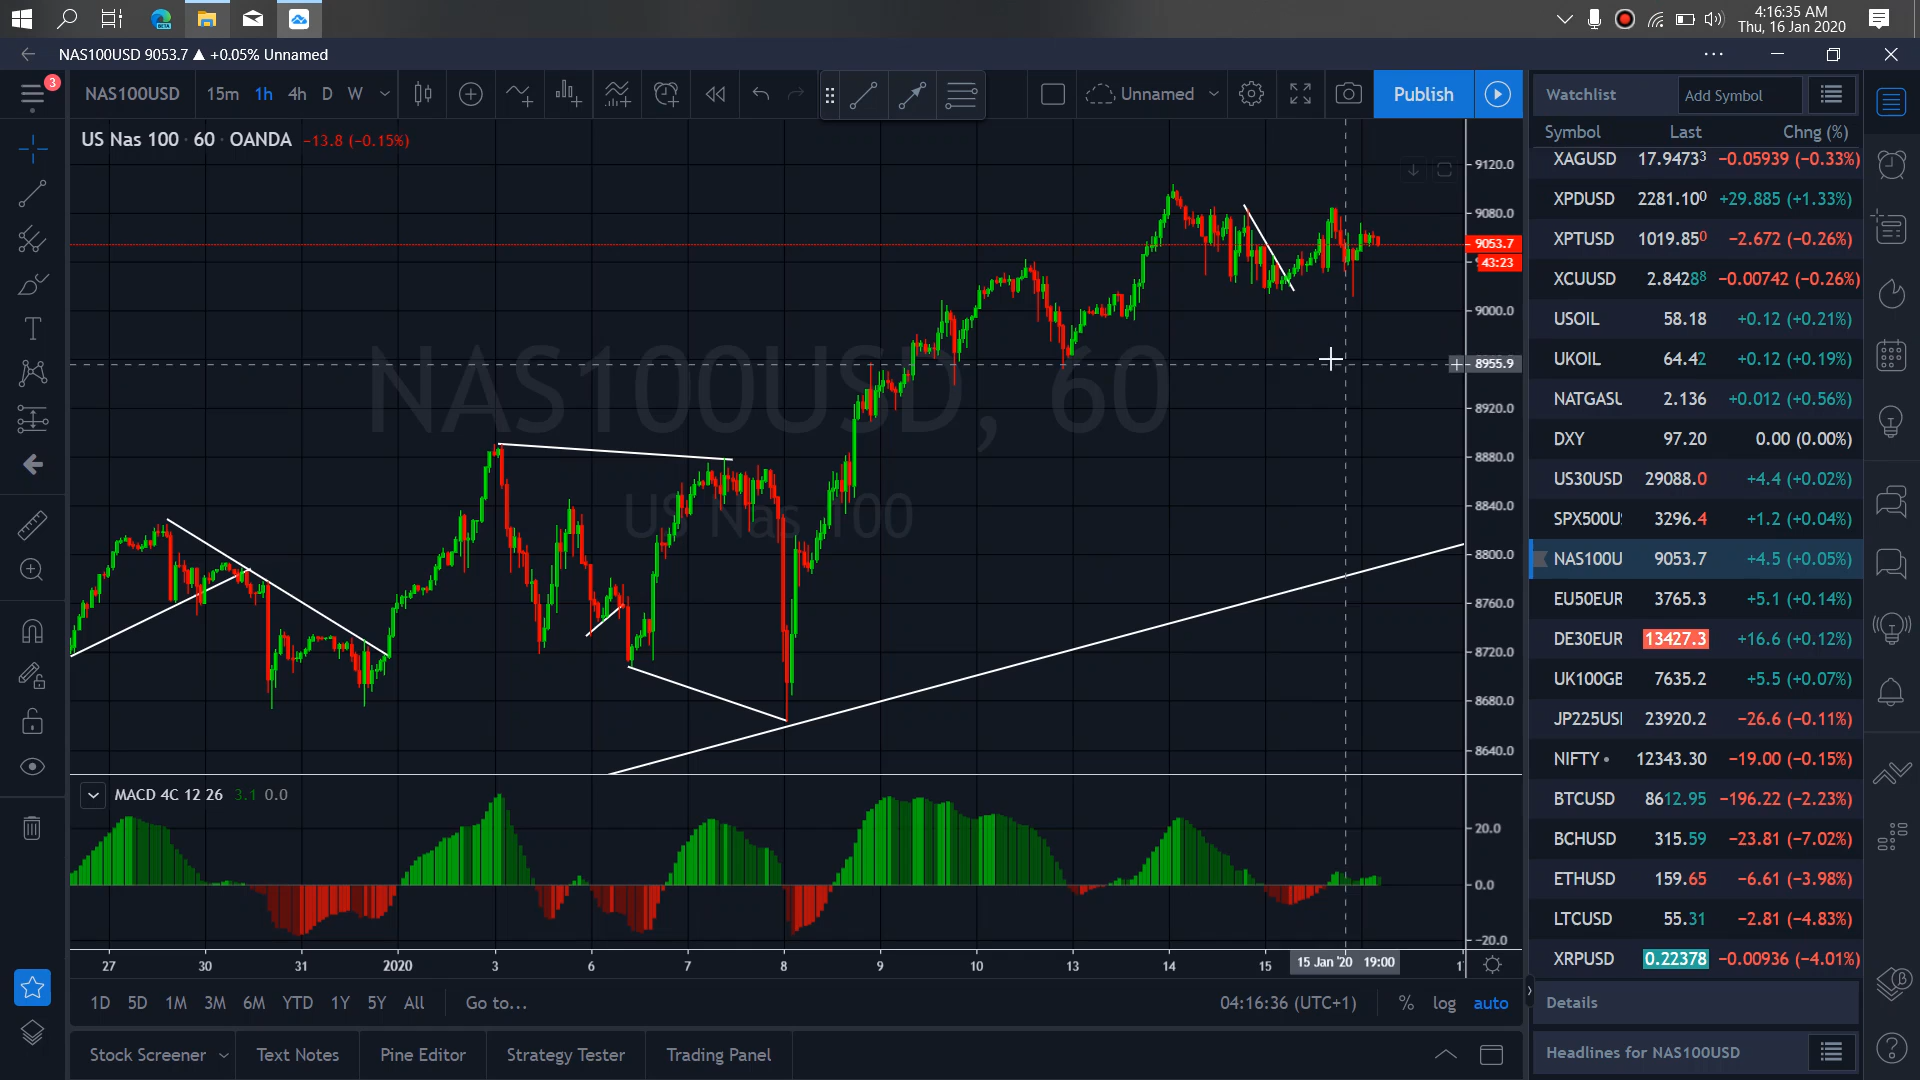 4:16:35 AM
Thu, 16 Jan 2020
NAS100USD 9053.7 ▲ +0.05% Unnamed
3
NAS100USD 15m 1h 4h D W
Unnamed
Publish
US Nas 100 · 60 · OANDA −13.8 (−0.15%)
NAS100USD, 60
US Nas 100
9120.0
9080.0
9053.7
43:23
9000.0
8955.9
8920.0
8880.0
8840.0
8800.0
8760.0
8720.0
8680.0
8640.0
MACD 4C 12 26 3.1 0.0
20.0
0.0
−20.0
27 30 31 2020 3 6 7 8 9 10 13 14 15 15 Jan '20 19:00
1D 5D 1M 3M 6M YTD 1Y 5Y All Go to...
04:16:36 (UTC+1) % log auto
Stock Screener Text Notes Pine Editor Strategy Tester Trading Panel
Watchlist Add Symbol
Symbol Last Chng (%)
XAGUSD 17.9473 −0.05939 (−0.33%)
XPDUSD 2281.100 +29.885 (+1.33%)
XPTUSD 1019.850 −2.672 (−0.26%)
XCUUSD 2.8428 −0.00742 (−0.26%)
USOIL 58.18 +0.12 (+0.21%)
UKOIL 64.42 +0.12 (+0.19%)
NATGASU 2.136 +0.012 (+0.56%)
DXY 97.20 0.00 (0.00%)
US30USD 29088.0 +4.4 (+0.02%)
SPX500U 3296.4 +1.2 (+0.04%)
NAS100U 9053.7 +4.5 (+0.05%)
EU50EUR 3765.3 +5.1 (+0.14%)
DE30EUR 13427.3 +16.6 (+0.12%)
UK100GB 7635.2 +5.5 (+0.07%)
JP225US 23920.2 −26.6 (−0.11%)
NIFTY • 12343.30 −19.00 (−0.15%)
BTCUSD 8612.95 −196.22 (−2.23%)
BCHUSD 315.59 −23.81 (−7.02%)
ETHUSD 159.65 −6.61 (−3.98%)
LTCUSD 55.31 −2.81 (−4.83%)
XRPUSD 0.22378 −0.00936 (−4.01%)
Details
Headlines for NAS100USD